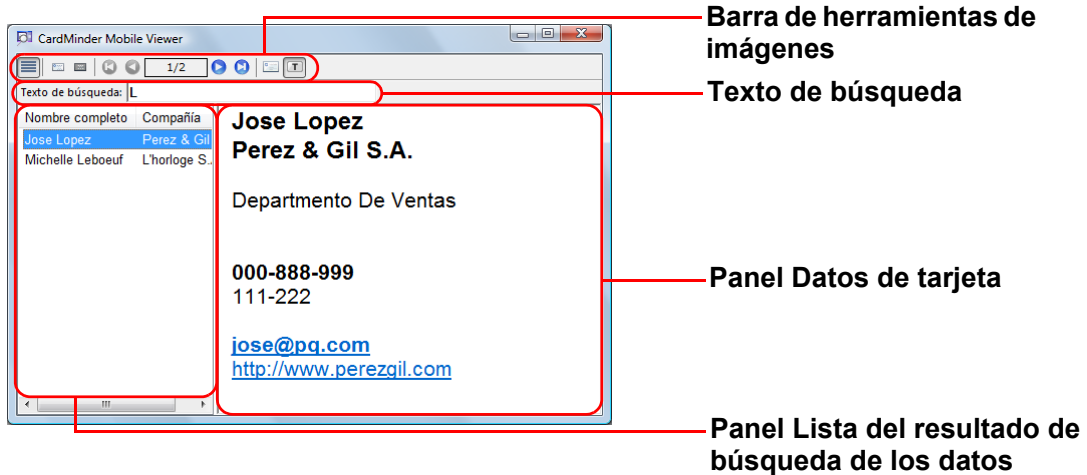 Barra de herramientas de
imágenes
CardMinder Mobile Viewer
1/2
T
Texto de búsqueda: L
Texto de búsqueda
Nombre completo Compañía
Jose Lopez Perez & Gil
Michelle Leboeuf L'horloge S..
Jose Lopez
Perez & Gil S.A.
Departmento De Ventas
000-888-999
111-222
jose@pq.com
http://www.perezgil.com
Panel Datos de tarjeta
Panel Lista del resultado de
búsqueda de los datos